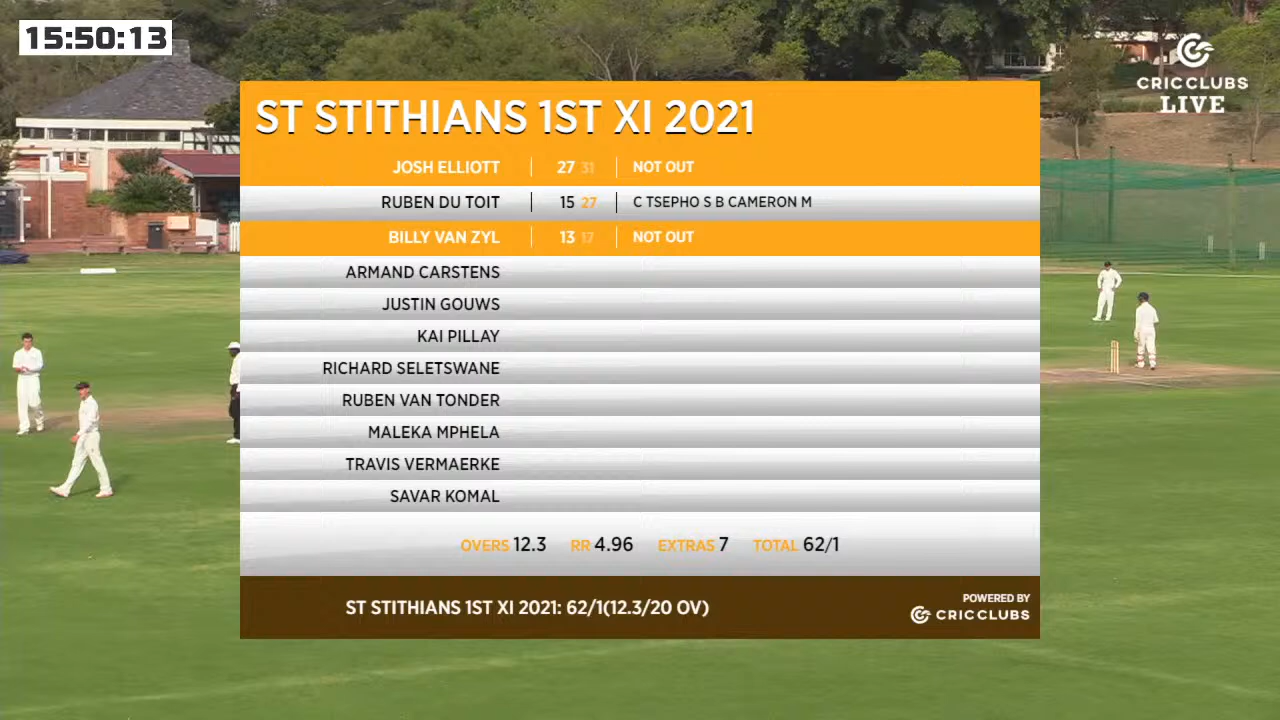 15:50:13
CRICCLUBS
LIVE
ST STITHIANS 1ST XI 2021
JOSH ELLIOTT 27 31 NOT OUT
RUBEN DU TOIT 15 27 C TSEPHO S B CAMERON M
BILLY VAN ZYL 13 17 NOT OUT
ARMAND CARSTENS
JUSTIN GOUWS
KAI PILLAY
RICHARD SELETSWANE
RUBEN VAN TONDER
MALEKA MPHELA
TRAVIS VERMAERKE
SAVAR KOMAL
OVERS 12.3 RR 4.96 EXTRAS 7 TOTAL 62/1
ST STITHIANS 1ST XI 2021: 62/1(12.3/20 OV)
POWERED BY
CRICCLUBS